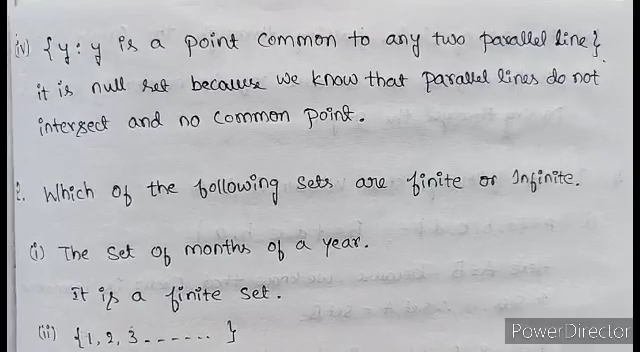 iv) {y : y is a point common to any two parallel line}
it is null set because we know that parallel lines do not
intersect and no common point.
2. Which of the following sets are finite or Infinite.
(i) The set of months of a year.
It is a finite set.
(ii) {1, 2, 3 - - - - - - - }
PowerDirector